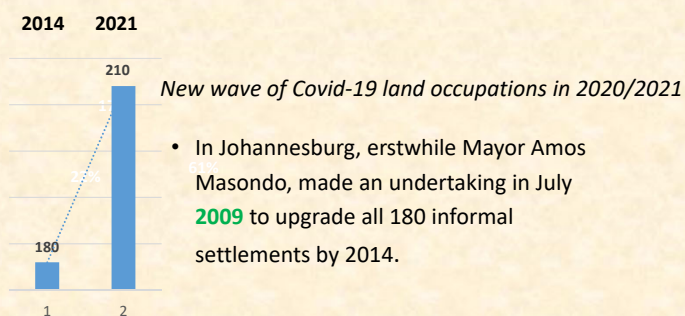 2014 2021
210
New wave of Covid-19 land occupations in 2020/2021
• In Johannesburg, erstwhile Mayor Amos
Masondo, made an undertaking in July
2009 to upgrade all 180 informal
settlements by 2014.
180
1 2